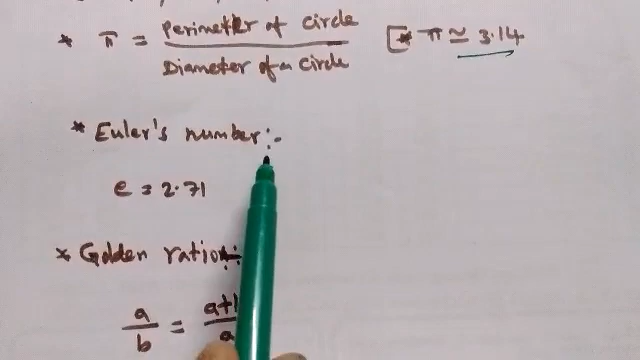 * π = Perimeter of circle / Diameter of a circle [* π ≅ 3.14
* Euler's number:-
e = 2.71
* Golden ratio:
a/b = a+b/a